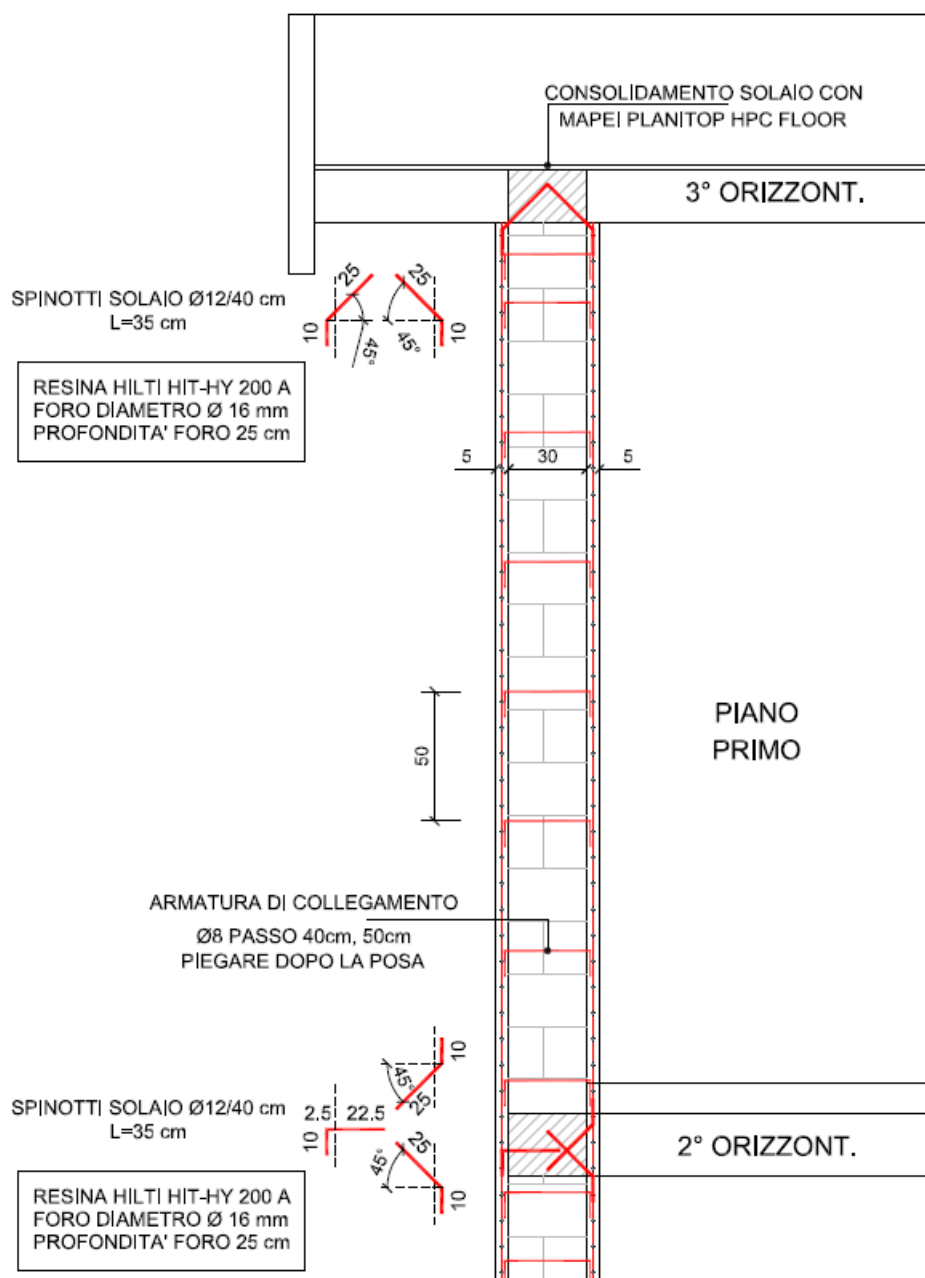 CONSOLIDAMENTO SOLAIO CON
MAPEI PLANITOP HPC FLOOR
3° ORIZZONT.
SPINOTTI SOLAIO Ø12/40 cm
L=35 cm
25
25
10
10
45°
45°
RESINA HILTI HIT-HY 200 A
FORO DIAMETRO Ø 16 mm
PROFONDITA' FORO 25 cm
5
30
5
50
PIANO
PRIMO
ARMATURA DI COLLEGAMENTO
Ø8 PASSO 40cm, 50cm
PIEGARE DOPO LA POSA
10
45°
25
SPINOTTI SOLAIO Ø12/40 cm
L=35 cm
2.5
22.5
10
25
45°
10
2° ORIZZONT.
RESINA HILTI HIT-HY 200 A
FORO DIAMETRO Ø 16 mm
PROFONDITA' FORO 25 cm